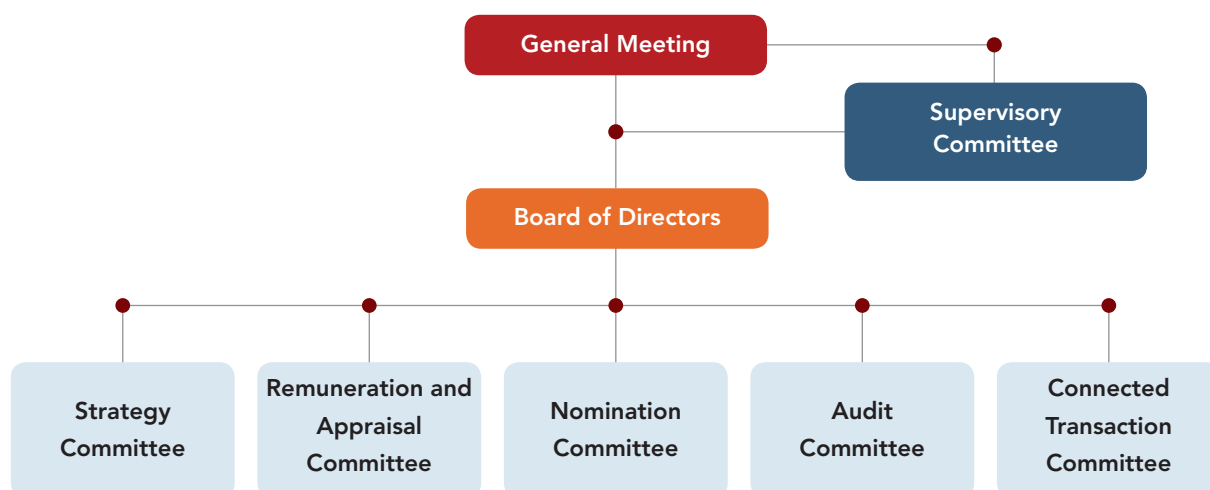 General Meeting
Supervisory
Committee
Board of Directors
Strategy
Committee
Remuneration and
Appraisal
Committee
Nomination
Committee
Audit
Committee
Connected
Transaction
Committee